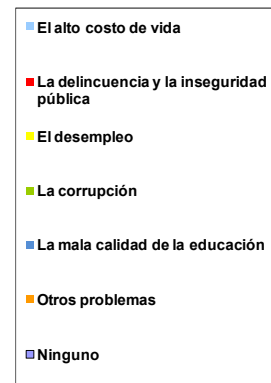 El alto costo de vida
La delincuencia y la inseguridad
pública
El desempleo
La corrupción
La mala calidad de la educación
Otros problemas
Ninguno